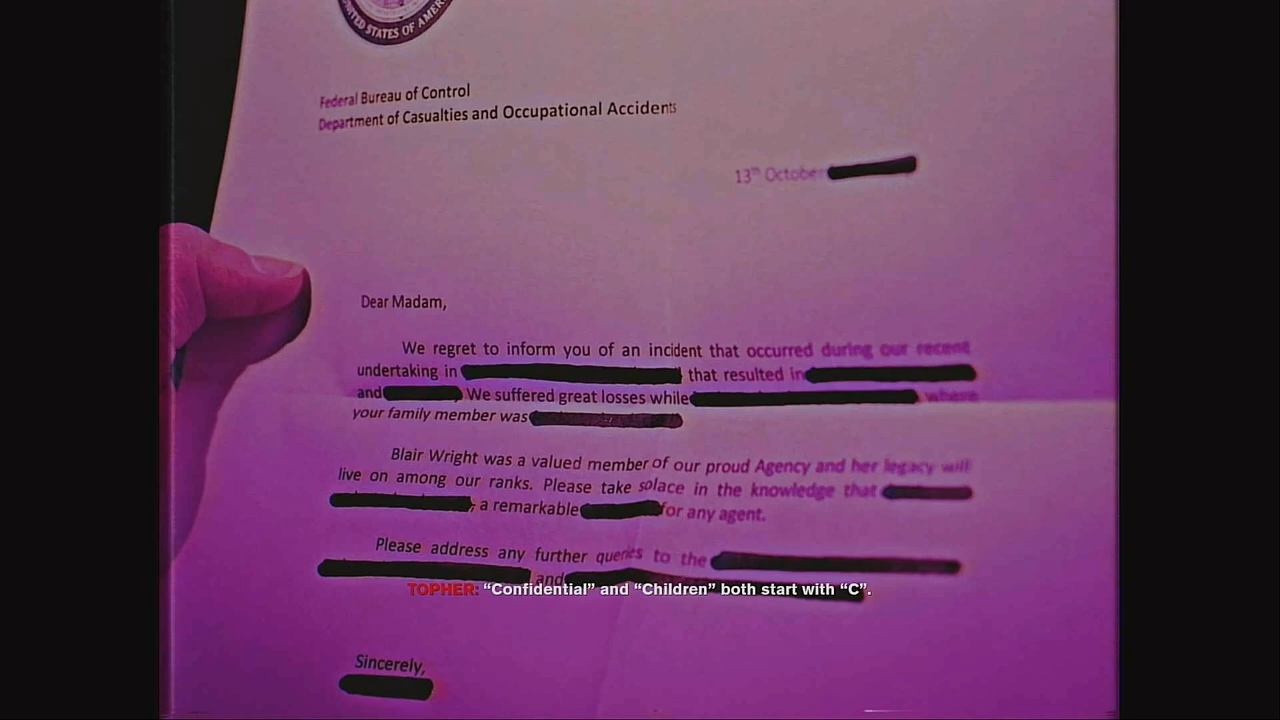 UNITED STATES OF AMER
Federal Bureau of Control
Department of Casualties and Occupational Accidents
13th October
Dear Madam,
We regret to inform you of an incident that occurred during our recent
undertaking in that resulted in
and We suffered great losses while where
your family member was
Blair Wright was a valued member of our proud Agency and her legacy will
live on among our ranks. Please take solace in the knowledge that
, a remarkable for any agent.
Please address any further queries to the
and
TOPHER: “Confidential” and “Children” both start with “C”.
Sincerely,